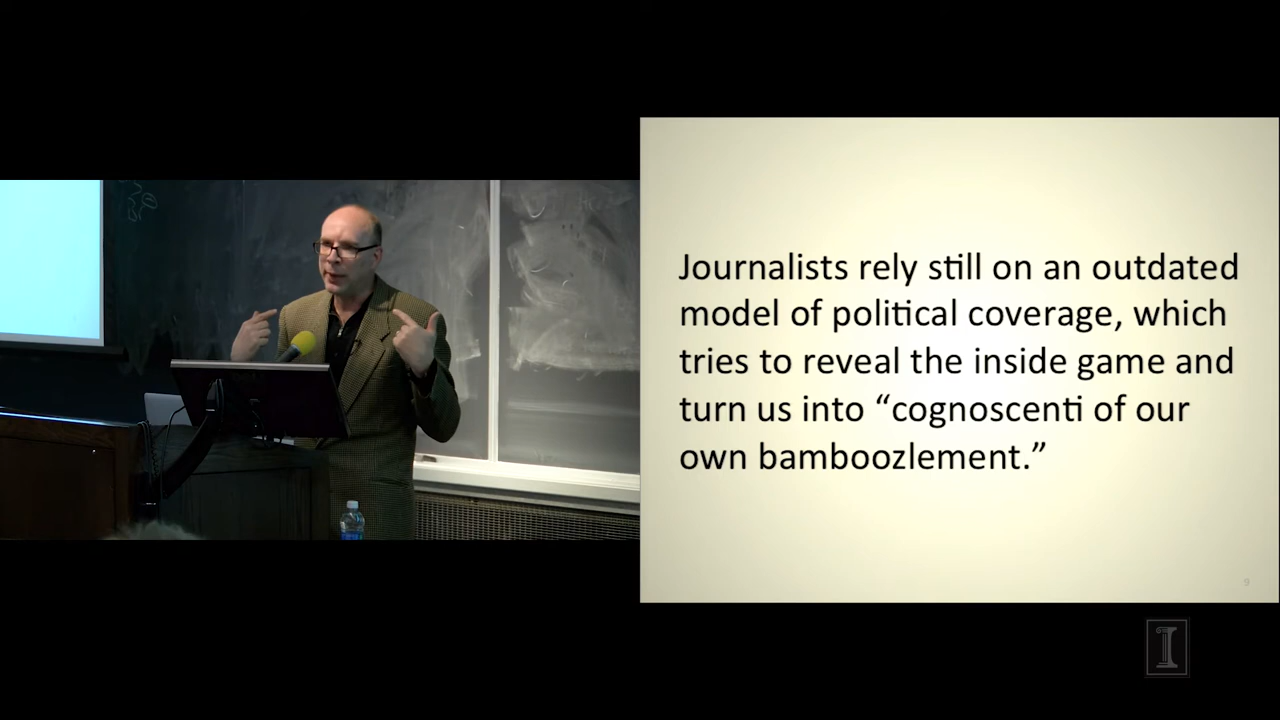 Journalists rely still on an outdated
model of political coverage, which
tries to reveal the inside game and
turn us into “cognoscenti of our
own bamboozlement.”
9
I